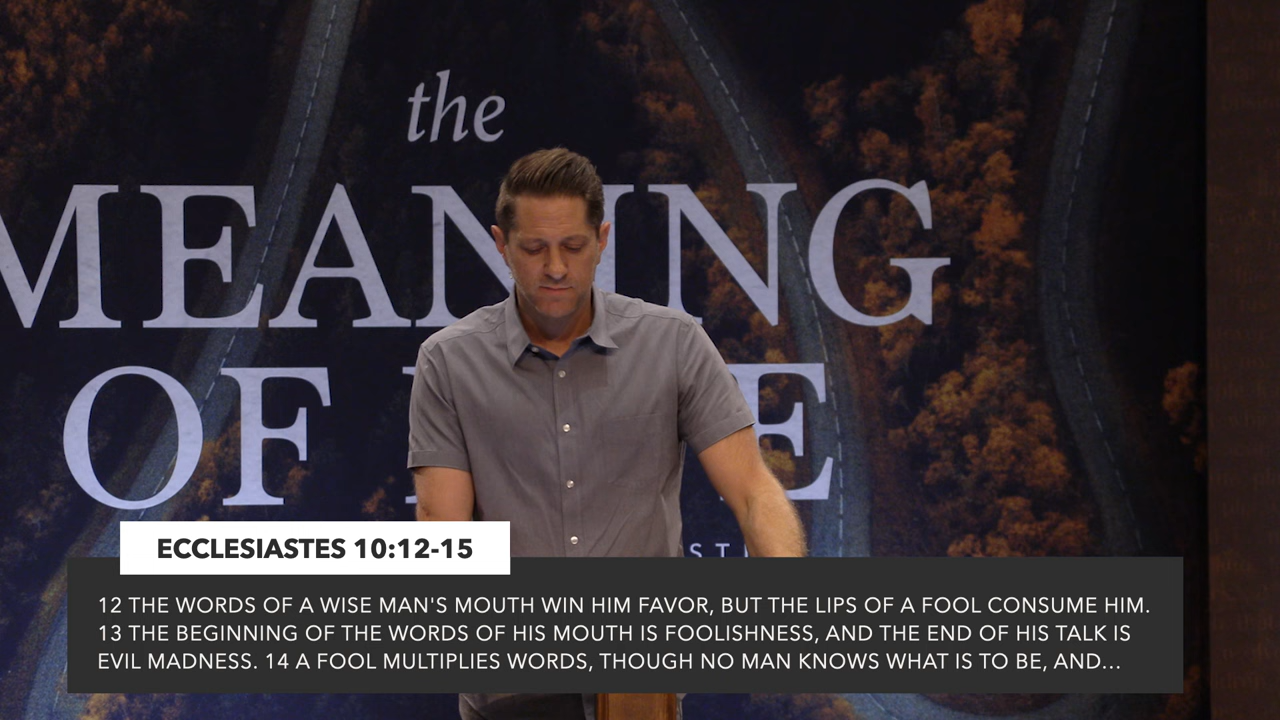 the
MEANING
OF
ECCLESIASTES 10:12-15
12 THE WORDS OF A WISE MAN'S MOUTH WIN HIM FAVOR, BUT THE LIPS OF A FOOL CONSUME HIM.
13 THE BEGINNING OF THE WORDS OF HIS MOUTH IS FOOLISHNESS, AND THE END OF HIS TALK IS
EVIL MADNESS. 14 A FOOL MULTIPLIES WORDS, THOUGH NO MAN KNOWS WHAT IS TO BE, AND...